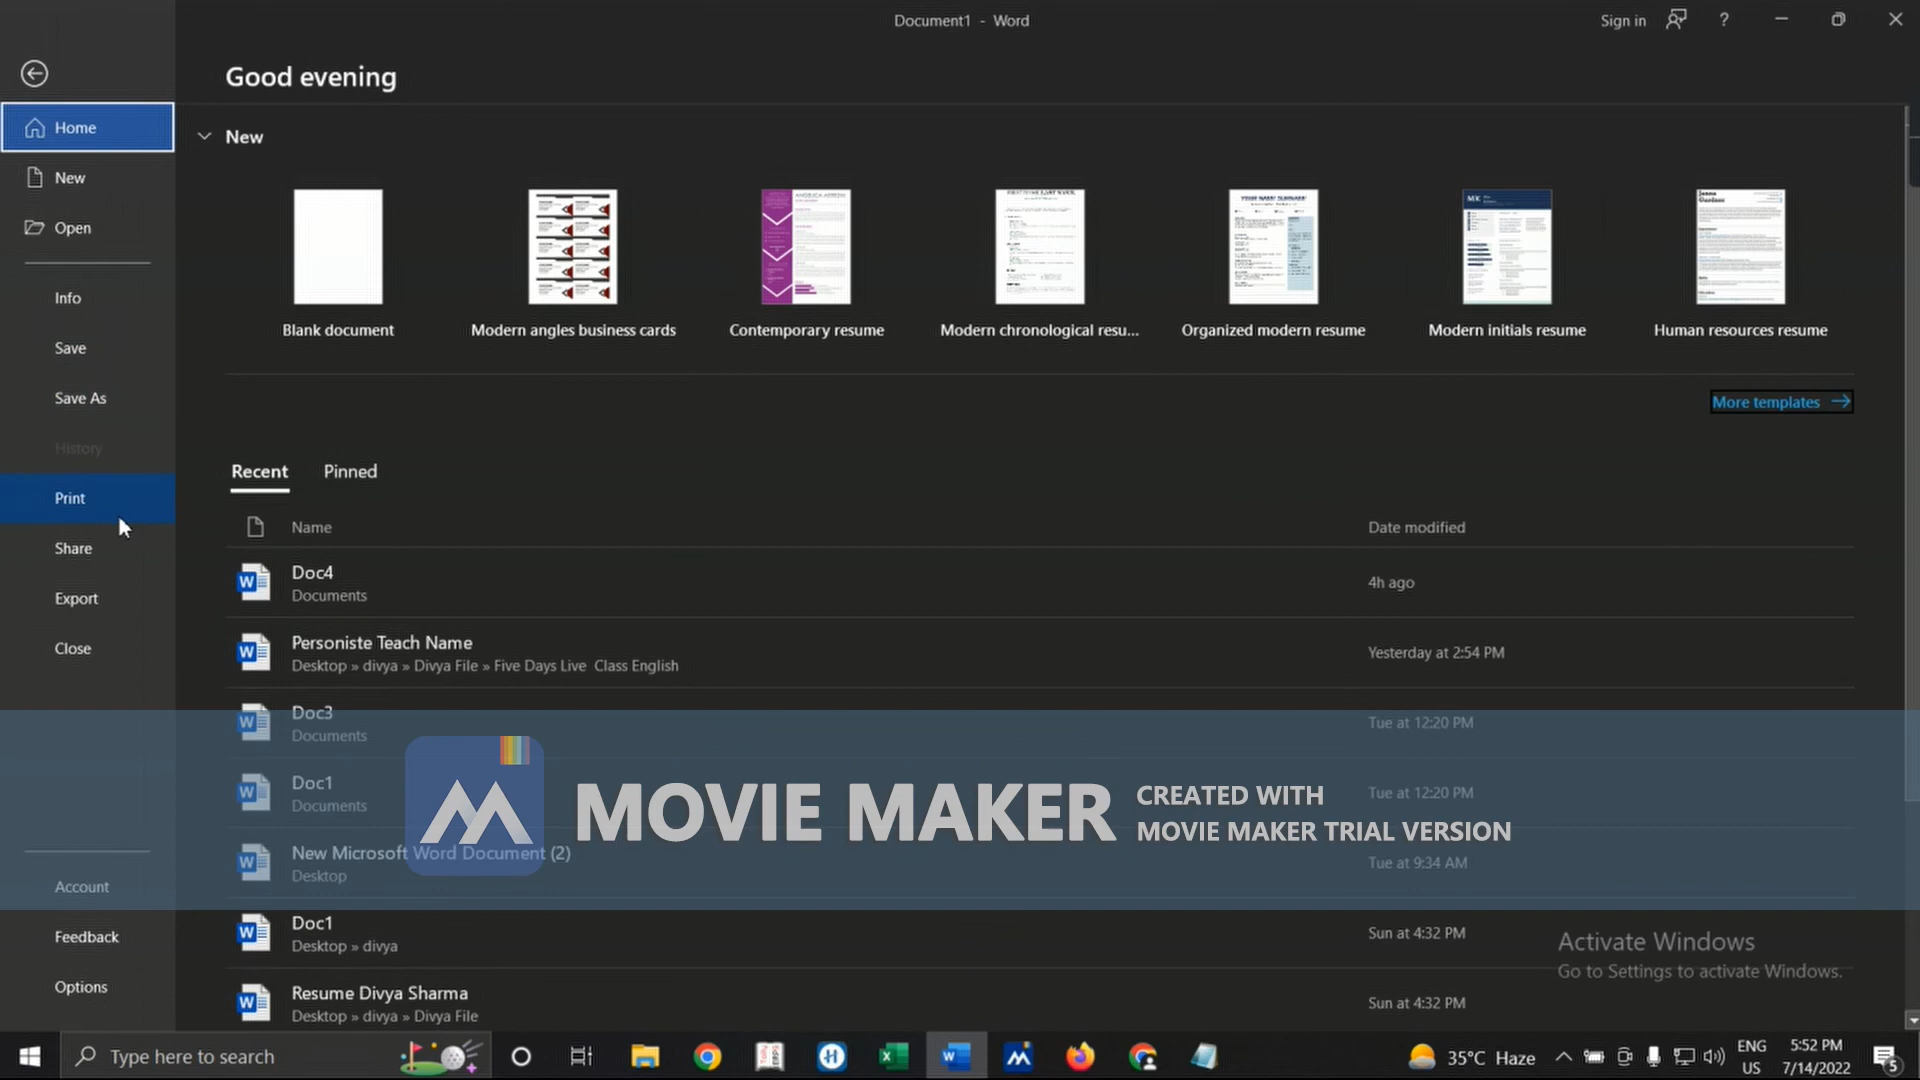 Document1 - Word
Sign in
?
Good evening
Home
New
New
Open
Info
Save
Save As
History
Print
Share
Export
Close
Account
Feedback
Options
Blank document
Modern angles business cards
Contemporary resume
Modern chronological resu...
Organized modern resume
Modern initials resume
Human resources resume
More templates
Recent Pinned
Name Date modified
Doc4
Documents
4h ago
Personiste Teach Name
Desktop » divya » Divya File » Five Days Live Class English
Yesterday at 2:54 PM
Doc3
Documents
Tue at 12:20 PM
Doc1
Documents
Tue at 12:20 PM
New Microsoft Word Document (2)
Desktop
Tue at 9:34 AM
MOVIE MAKER
CREATED WITH
MOVIE MAKER TRIAL VERSION
Doc1
Desktop » divya
Sun at 4:32 PM
Resume Divya Sharma
Desktop » divya » Divya File
Sun at 4:32 PM
Activate Windows
Go to Settings to activate Windows.
Type here to search
35°C Haze
ENG
US
5:52 PM
7/14/2022
5